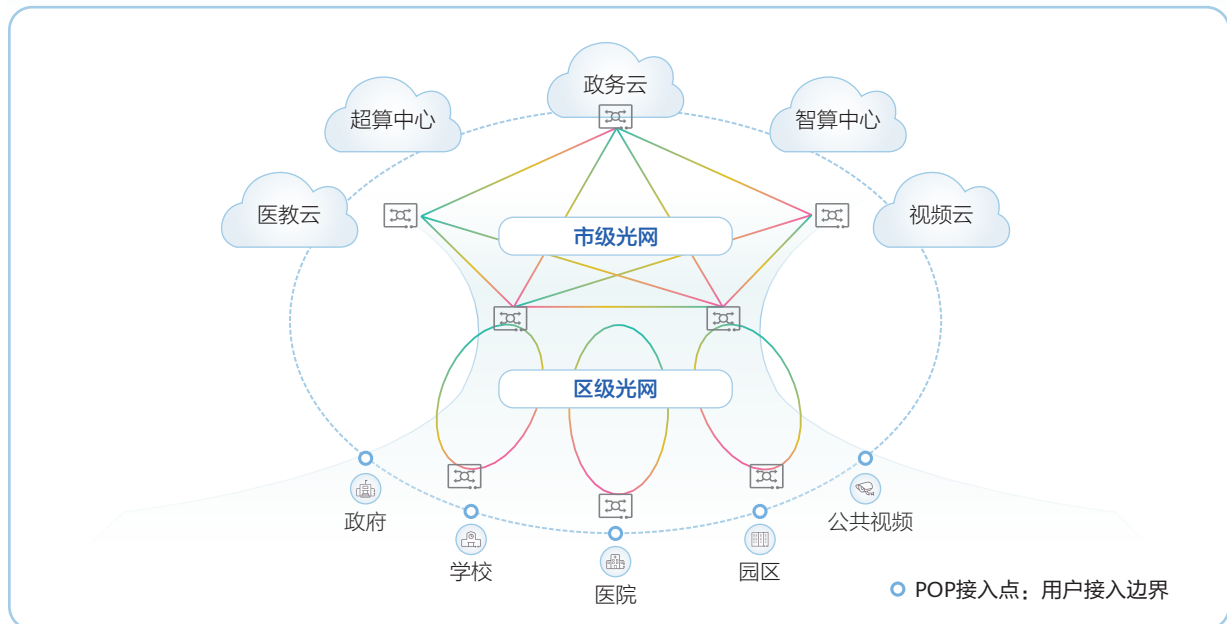 政务云
超算中心
智算中心
医教云
视频云
市级光网
区级光网
政府
公共视频
学校
园区
医院
POP接入点：用户接入边界